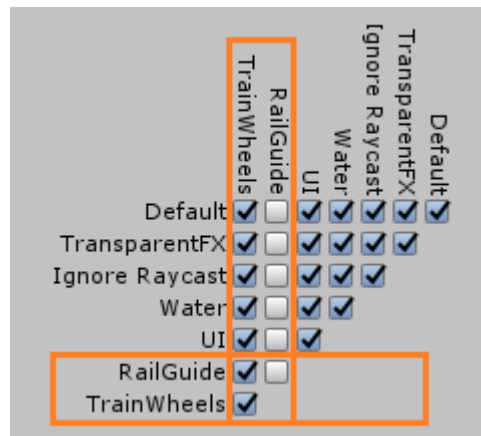 TrainWheels
RailGuide
UI
Water
Ignore Raycast
TransparentFX
Default
Default
TransparentFX
Ignore Raycast
Water
UI
RailGuide
TrainWheels